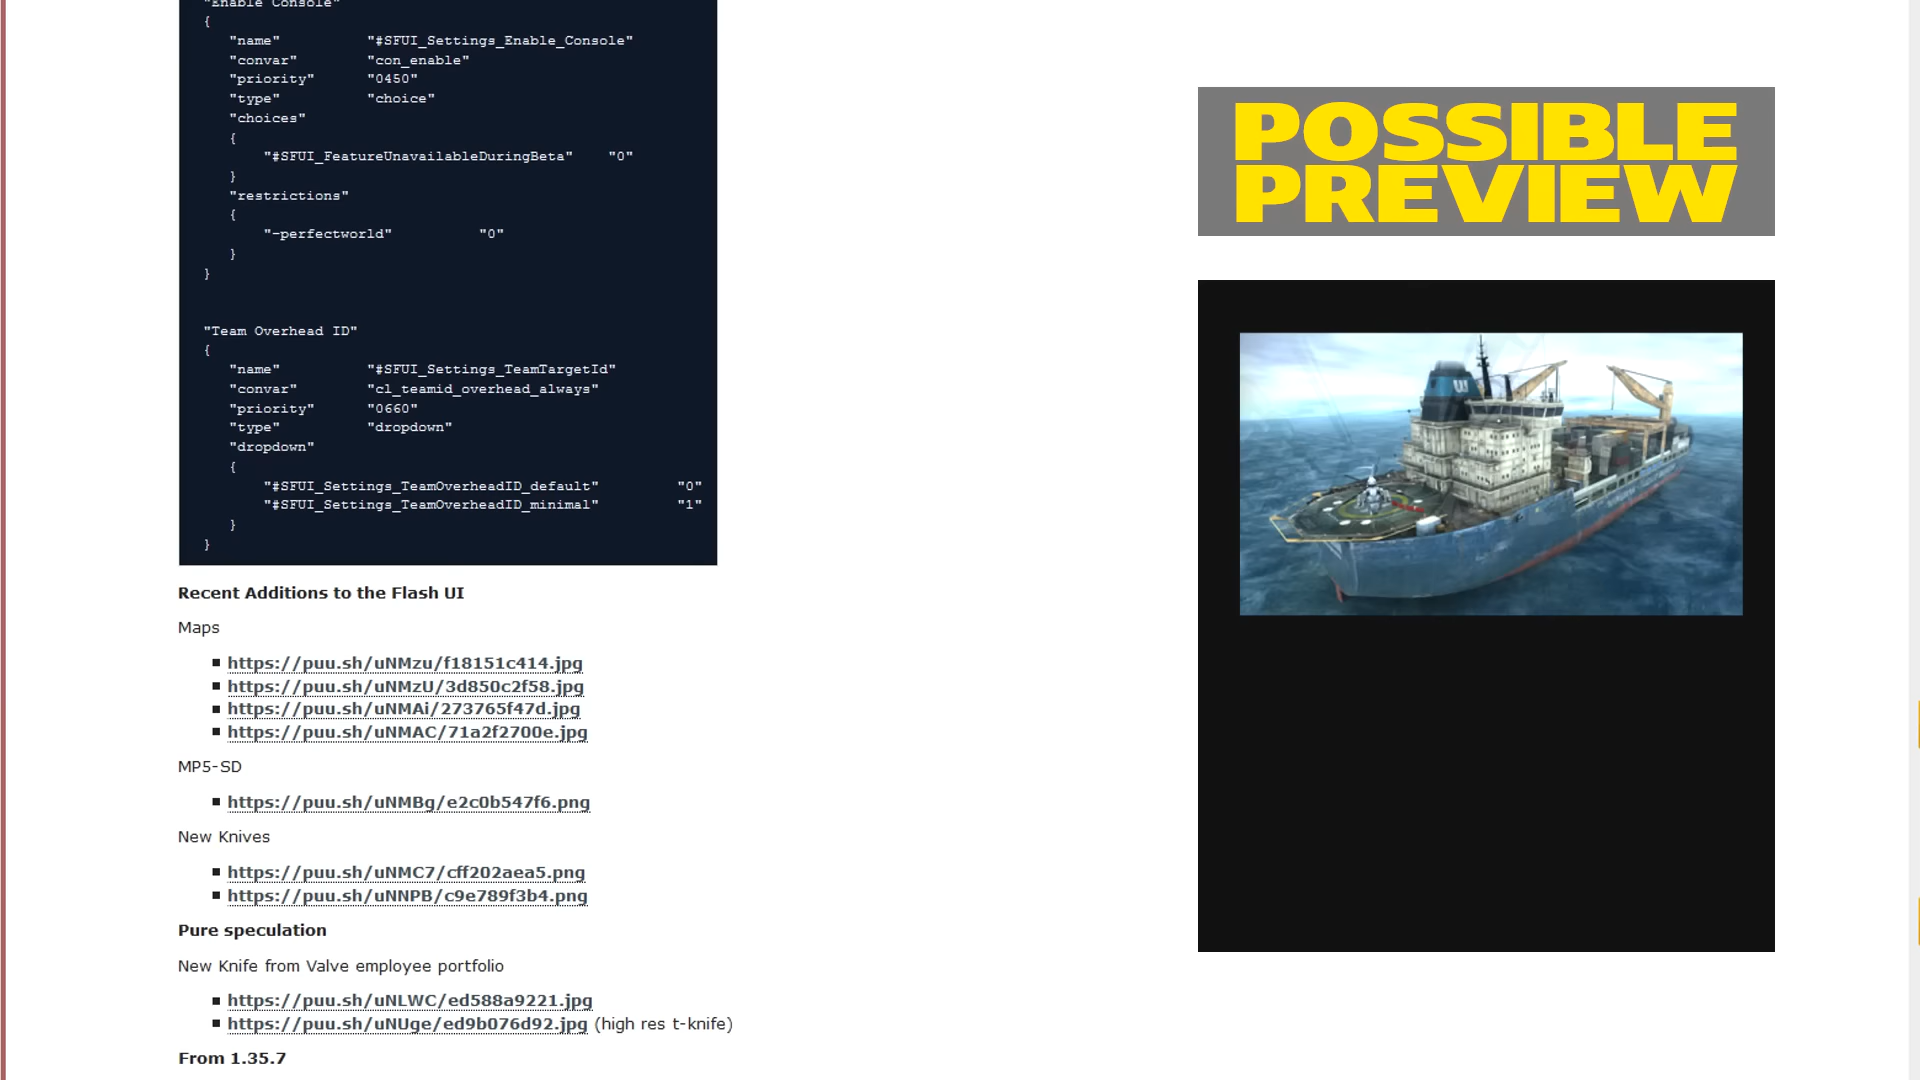 "Enable Console"
{
"name" "#SFUI_Settings_Enable_Console"
"convar" "con_enable"
"priority" "0450"
"type" "choice"
"choices"
{
"#SFUI_FeatureUnavailableDuringBeta" "0"
}
"restrictions"
{
"-perfectworld" "0"
}
}
"Team Overhead ID"
{
"name" "#SFUI_Settings_TeamTargetId"
"convar" "cl_teamid_overhead_always"
"priority" "0660"
"type" "dropdown"
"dropdown"
{
"#SFUI_Settings_TeamOverheadID_default" "0"
"#SFUI_Settings_TeamOverheadID_minimal" "1"
}
}
Recent Additions to the Flash UI
Maps
https://puu.sh/uNMzu/f18151c414.jpg
https://puu.sh/uNMzU/3d850c2f58.jpg
https://puu.sh/uNMAi/273765f47d.jpg
https://puu.sh/uNMAC/71a2f2700e.jpg
MP5-SD
https://puu.sh/uNMBg/e2c0b547f6.png
New Knives
https://puu.sh/uNMC7/cff202aea5.png
https://puu.sh/uNNPB/c9e789f3b4.png
Pure speculation
New Knife from Valve employee portfolio
https://puu.sh/uNLWC/ed588a9221.jpg
https://puu.sh/uNUge/ed9b076d92.jpg (high res t-knife)
From 1.35.7
POSSIBLE
PREVIEW